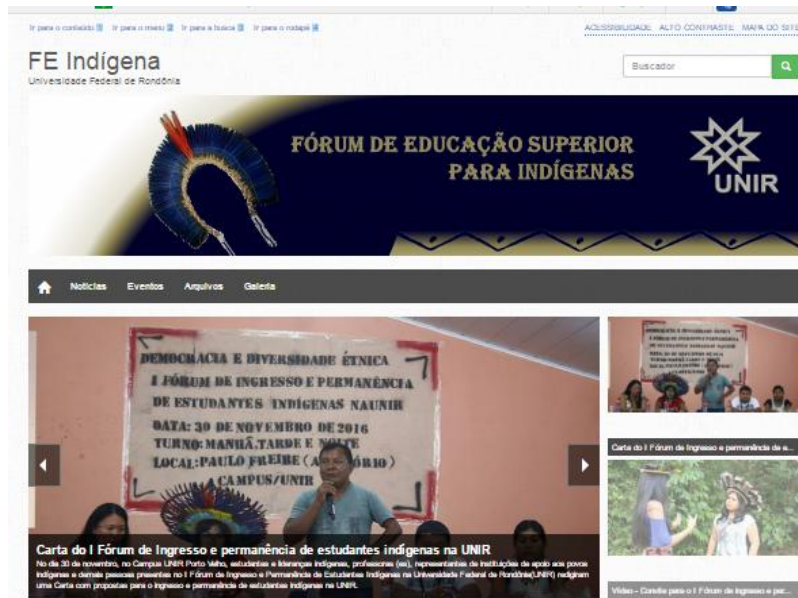 Ir para o conteúdo 1 Ir para o menu 2 Ir para a busca 3 Ir para o rodapé 4
ACESSIBILIDADE ALTO CONTRASTE MAPA DO SITE
FE Indígena
Universidade Federal de Rondônia
Buscador
FÓRUM DE EDUCAÇÃO SUPERIOR
PARA INDÍGENAS
UNIR
Notícias Eventos Arquivos Galeria
DEMOCRACIA E DIVERSIDADE ÉTNICA
I FÓRUM DE INGRESSO E PERMANÊNCIA
DE ESTUDANTES INDÍGENAS NAUNIR
DATA: 30 DE NOVEMBRO DE 2016
TURNO: MANHÃ, TARDE E NOITE
LOCAL: PAULO FREIRE (
CAMPUS/UNIR
Carta do I Fórum de Ingresso e permanência de estudantes indígenas na UNIR
No dia 30 de novembro, no Campus UNIR Porto Velho, estudantes e lideranças indígenas, professoras (es), representantes de instituições de apoio aos povos
indígenas e demais pessoas presentes no I Fórum de Ingresso e Permanência de Estudantes Indígenas na Universidade Federal de Rondônia(UNIR) redigiram
uma Carta com propostas para o ingresso e permanência de estudantes indígenas na UNIR.
Carta do I Fórum de Ingresso e permanência de e...
Vídeo – Convite para o I Fórum de Ingresso e per...